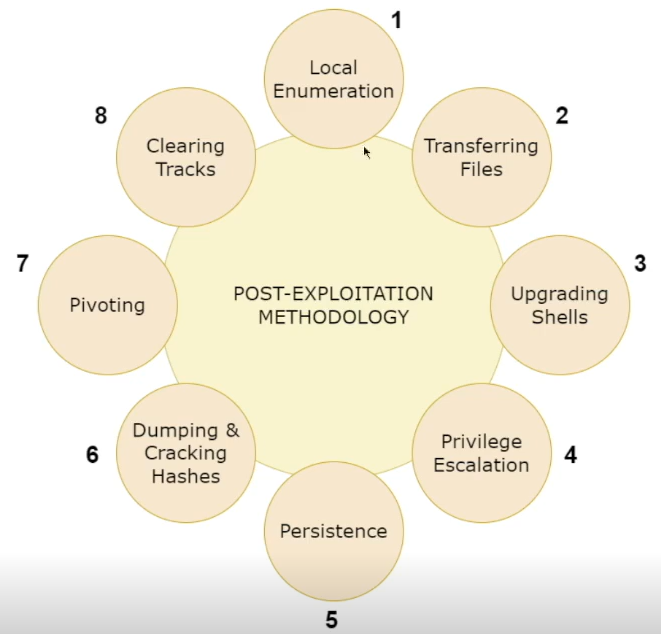 1
Local
Enumeration
2
Transferring
Files
3
Upgrading
Shells
4
Privilege
Escalation
5
Persistence
6
Dumping &
Cracking
Hashes
7
Pivoting
8
Clearing
Tracks
POST-EXPLOITATION
METHODOLOGY